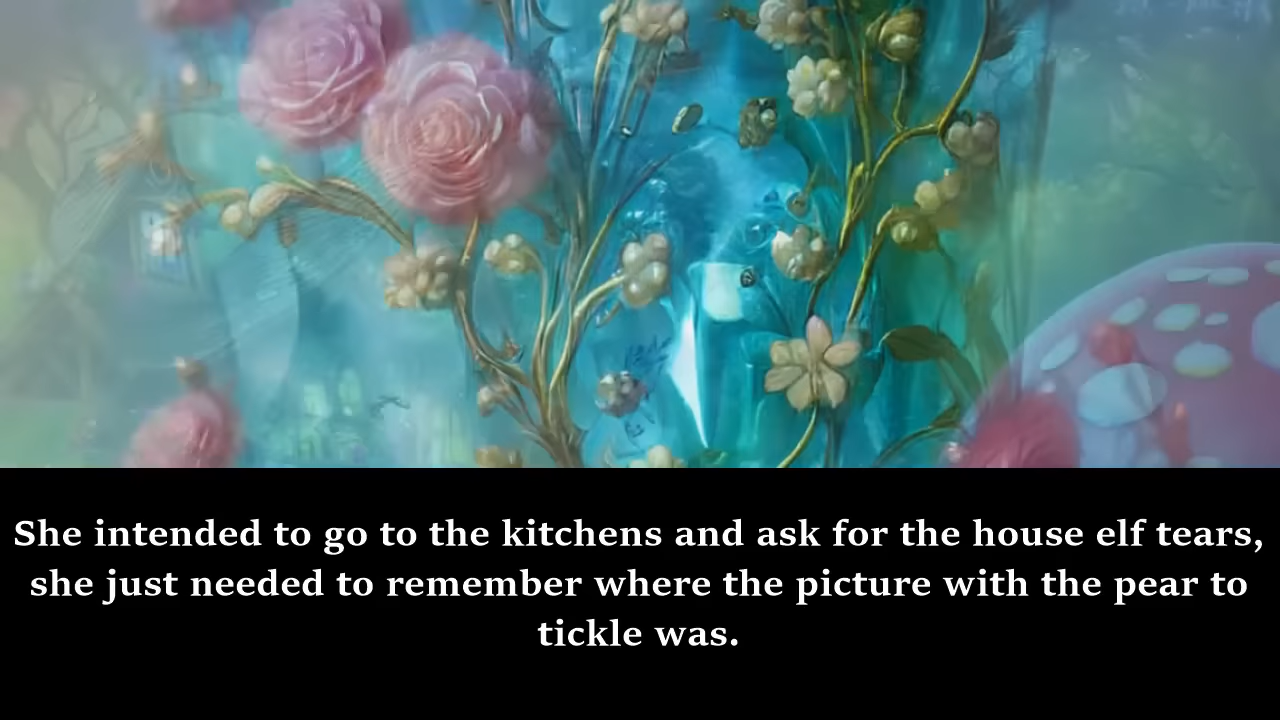 She intended to go to the kitchens and ask for the house elf tears,
she just needed to remember where the picture with the pear to
tickle was.